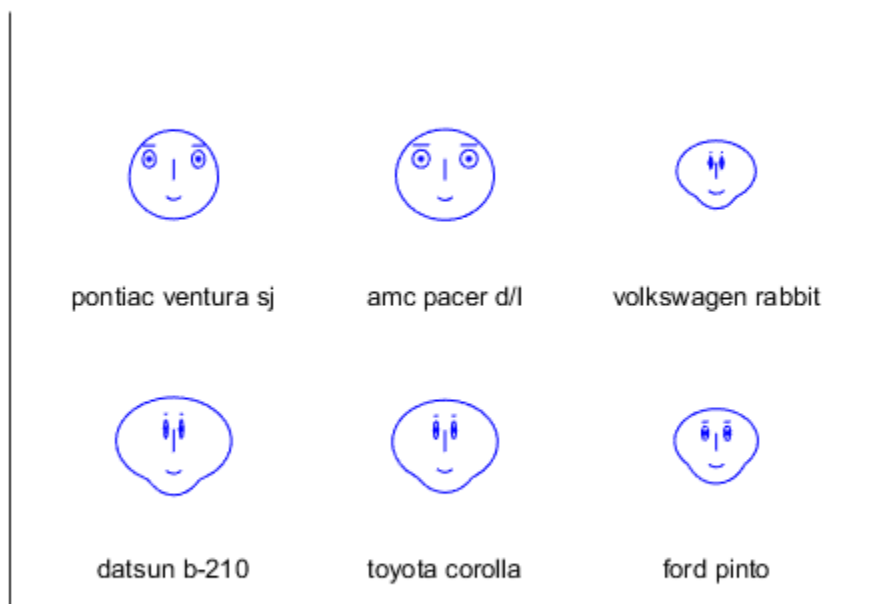 pontiac ventura sj
amc pacer d/l
volkswagen rabbit
datsun b-210
toyota corolla
ford pinto